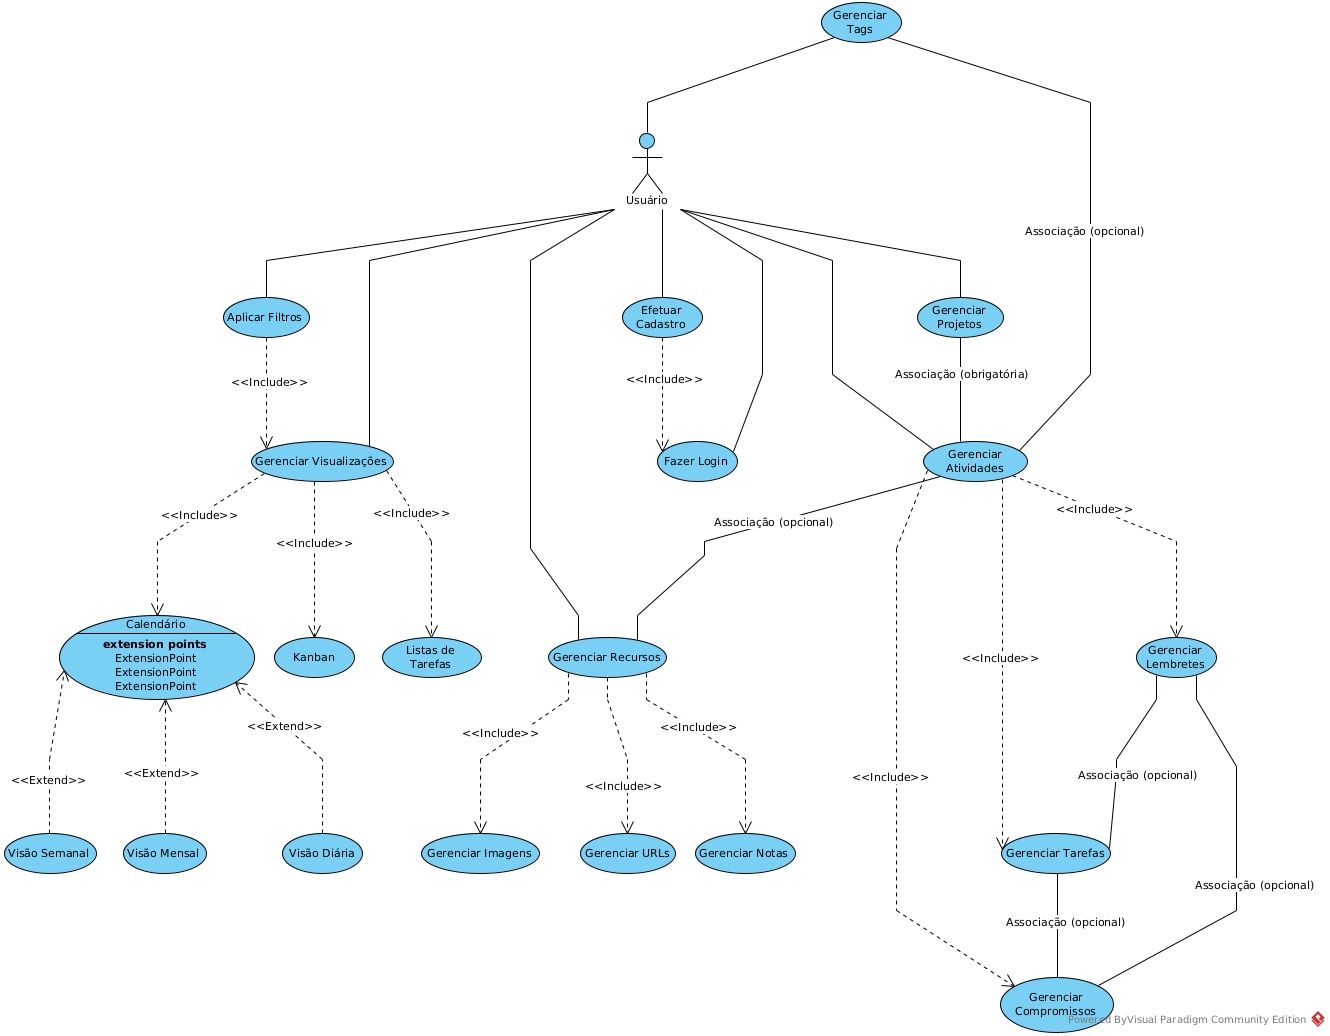 Gerenciar
Tags
Usuário
Associação (opcional)
Aplicar Filtros
Efetuar
Cadastro
Gerenciar
Projetos
<<Include>>
<<Include>>
Associação (obrigatória)
Gerenciar Visualizações
Fazer Login
Gerenciar
Atividades
<<Include>>
<<Include>>
<<Include>>
Associação (opcional)
<<Include>>
Calendário
extension points
ExtensionPoint
ExtensionPoint
ExtensionPoint
Kanban
Listas de
Tarefas
Gerenciar Recursos
<<Include>>
Gerenciar
Lembretes
<<Extend>>
<<Extend>>
<<Extend>>
<<Include>>
<<Include>>
<<Include>>
<<Include>>
Associação (opcional)
Visão Semanal
Visão Mensal
Visão Diária
Gerenciar Imagens
Gerenciar URLs
Gerenciar Notas
Gerenciar Tarefas
Associação (opcional)
Associação (opcional)
Gerenciar
Compromissos
Powered ByVisual Paradigm Community Edition